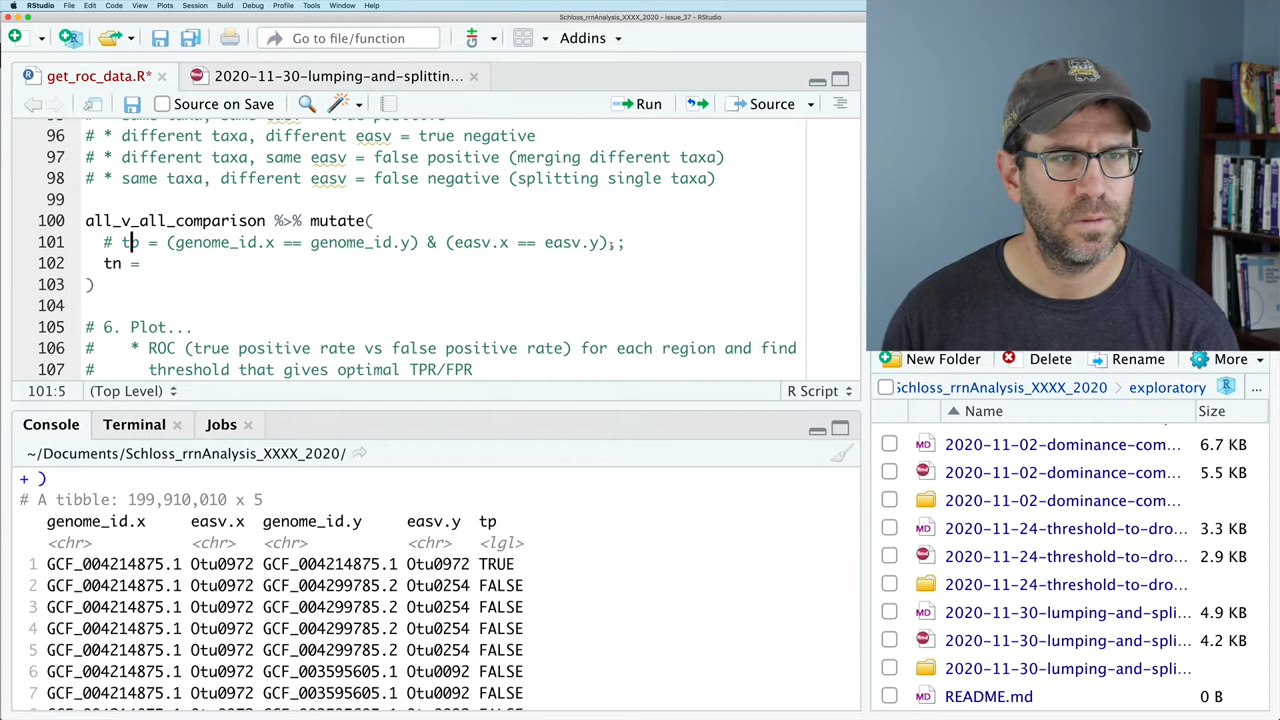 RStudio File Edit Code View Plots Session Build Debug Profile Tools Window Help
Schloss_rrnAnalysis_XXXX_2020 - issue_37 - RStudio
Go to file/function
Addins
get_roc_data.R*
2020-11-30-lumping-and-splittin...
Source on Save
Run
Source
96 # * different taxa, different easv = true negative
97 # * different taxa, same easv = false positive (merging different taxa)
98 # * same taxa, different easv = false negative (splitting single taxa)
99
100 all_v_all_comparison %>% mutate(
101 # tp = (genome_id.x == genome_id.y) & (easv.x == easv.y),;
102 tn =
103 )
104
105 # 6. Plot...
106 # * ROC (true positive rate vs false positive rate) for each region and find
107 # threshold that gives optimal TPR/FPR
101:5 (Top Level) R Script
Console Terminal Jobs
~/Documents/Schloss_rrnAnalysis_XXXX_2020/
+ )
# A tibble: 199,910,010 x 5
genome_id.x easv.x genome_id.y easv.y tp
<chr> <chr> <chr> <chr> <lgl>
1 GCF_004214875.1 Otu0972 GCF_004214875.1 Otu0972 TRUE
2 GCF_004214875.1 Otu0972 GCF_004299785.2 Otu0254 FALSE
3 GCF_004214875.1 Otu0972 GCF_004299785.2 Otu0254 FALSE
4 GCF_004214875.1 Otu0972 GCF_004299785.2 Otu0254 FALSE
5 GCF_004214875.1 Otu0972 GCF_004299785.2 Otu0254 FALSE
6 GCF_004214875.1 Otu0972 GCF_003595605.1 Otu0092 FALSE
7 GCF_004214875.1 Otu0972 GCF_003595605.1 Otu0092 FALSE
New Folder Delete Rename More
Schloss_rrnAnalysis_XXXX_2020 exploratory ...
Name Size
2020-11-02-dominance-com... 6.7 KB
2020-11-02-dominance-com... 5.5 KB
2020-11-02-dominance-com...
2020-11-24-threshold-to-dro... 3.3 KB
2020-11-24-threshold-to-dro... 2.9 KB
2020-11-24-threshold-to-dro...
2020-11-30-lumping-and-spli... 4.9 KB
2020-11-30-lumping-and-spli... 4.2 KB
2020-11-30-lumping-and-spli...
README.md 0 B